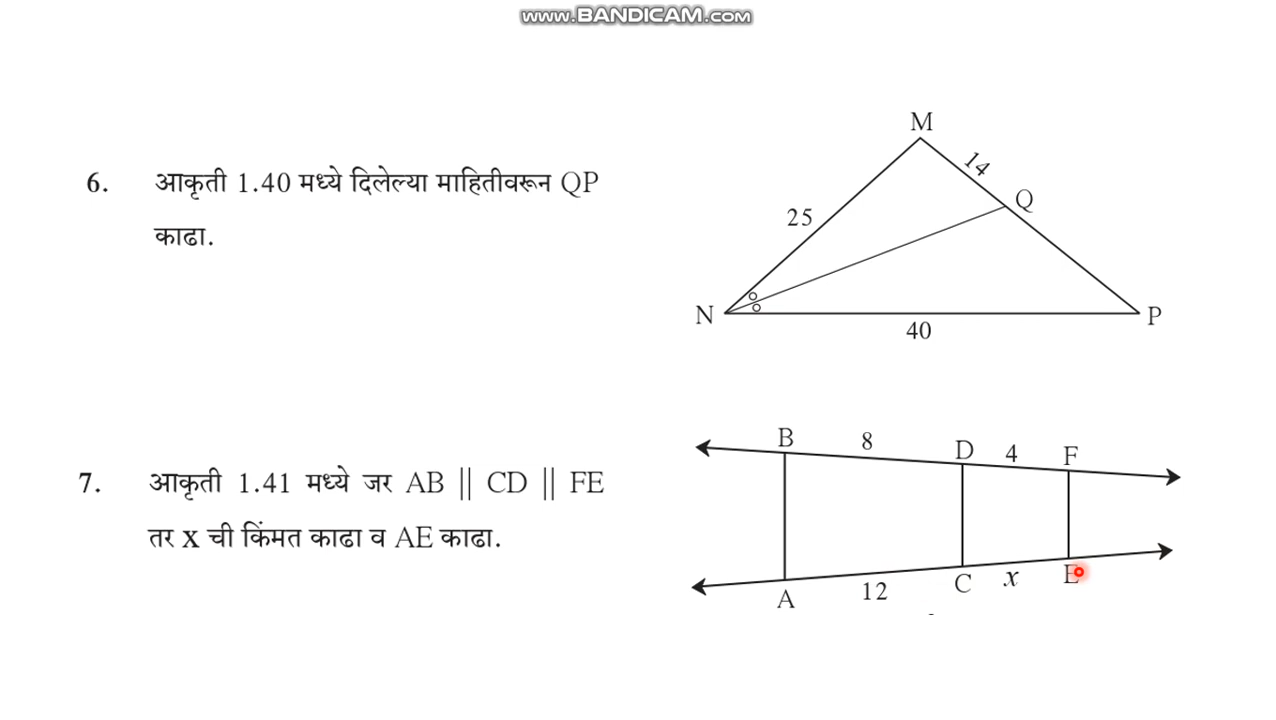 www.BANDICAM.com
M
14
6. आकृती 1.40 मध्ये दिलेल्या माहितीवरून QP
Q
25
काढा.
N
P
40
B 8 D 4 F
7. आकृती 1.41 मध्ये जर AB || CD || FE
तर x ची किंमत काढा व AE काढा.
A 12 C x E